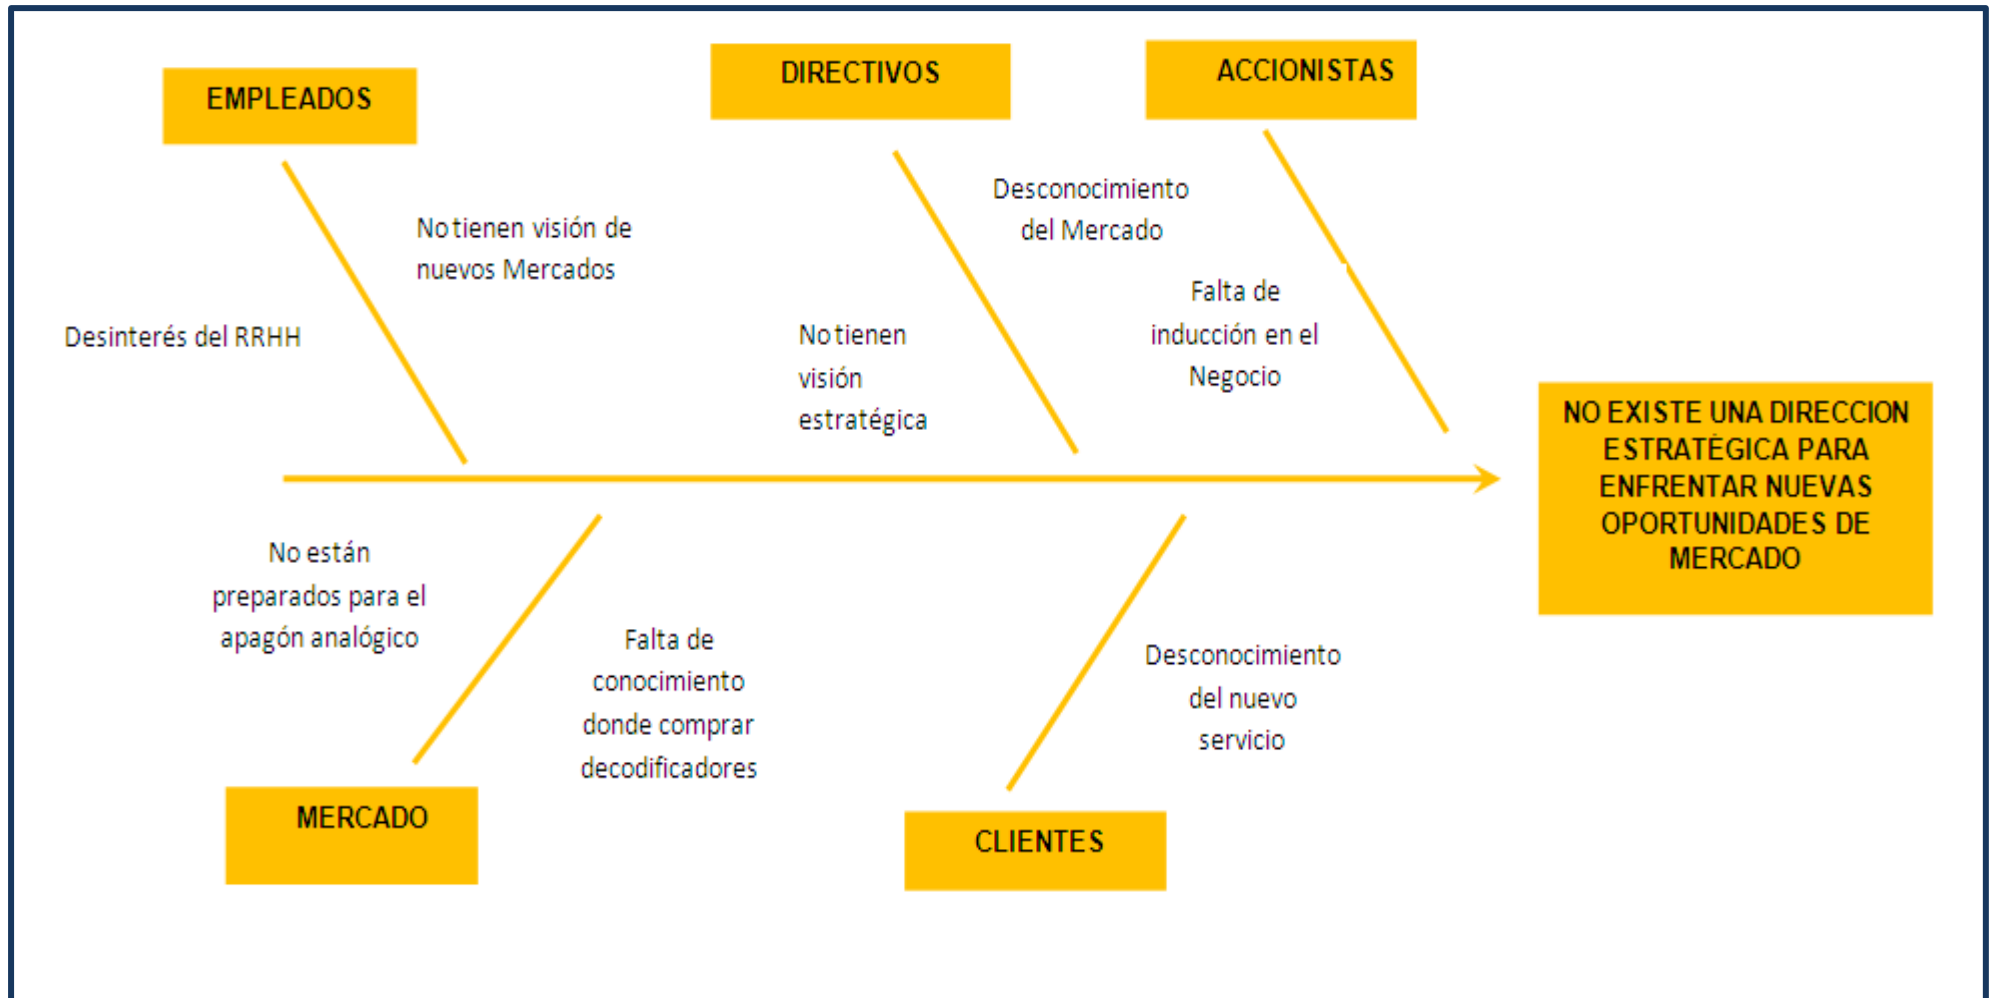 EMPLEADOS
DIRECTIVOS
ACCIONISTAS
No tienen visión de
nuevos Mercados
Desinterés del RRHH
Desconocimiento
del Mercado
No tienen
visión
estratégica
Falta de
inducción en el
Negocio
NO EXISTE UNA DIRECCION
ESTRATÉGICA PARA
ENFRENTAR NUEVAS
OPORTUNIDADES DE
MERCADO
No están
preparados para el
apagón analógico
Falta de
conocimiento
donde comprar
decodificadores
Desconocimiento
del nuevo
servicio
MERCADO
CLIENTES